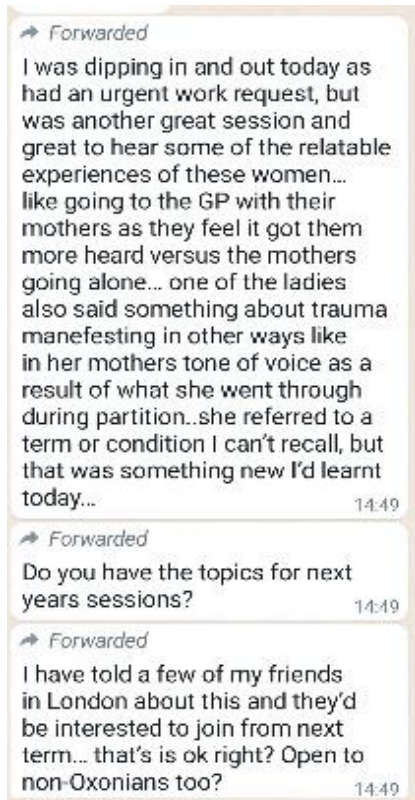 Forwarded
I was dipping in and out today as
had an urgent work request, but
was another great session and
great to hear some of the relatable
experiences of these women...
like going to the GP with their
mothers as they feel it got them
more heard versus the mothers
going alone... one of the ladies
also said something about trauma
manefesting in other ways like
in her mothers tone of voice as a
result of what she went through
during partition..she referred to a
term or condition I can't recall, but
that was something new I'd learnt
today...
14:49
Forwarded
Do you have the topics for next
years sessions?
14:49
Forwarded
I have told a few of my friends
in London about this and they'd
be interested to join from next
term... that's is ok right? Open to
non-Oxonians too?
14:49